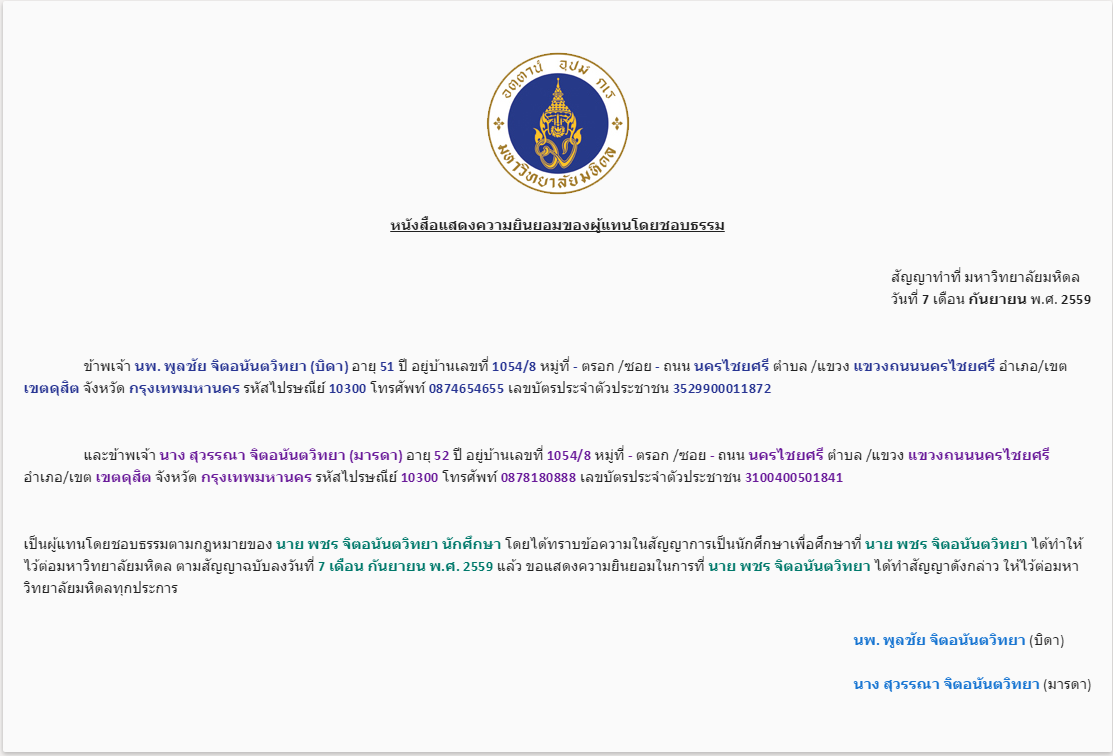 อตฺตานํ อุปมํ กเร
มหาวิทยาลัยมหิดล
หนังสือแสดงความยินยอมของผู้แทนโดยชอบธรรม
สัญญาทำที่ มหาวิทยาลัยมหิดล
วันที่ 7 เดือน กันยายน พ.ศ. 2559
ข้าพเจ้า นพ. พูลชัย จิตอนันตวิทยา (บิดา) อายุ 51 ปี อยู่บ้านเลขที่ 1054/8 หมู่ที่ - ตรอก /ซอย - ถนน นครไชยศรี ตำบล /แขวง แขวงถนนนครไชยศรี อำเภอ/เขต
เขตดุสิต จังหวัด กรุงเทพมหานคร รหัสไปรษณีย์ 10300 โทรศัพท์ 0874654655 เลขบัตรประจำตัวประชาชน 3529900011872
และข้าพเจ้า นาง สุวรรณา จิตอนันตวิทยา (มารดา) อายุ 52 ปี อยู่บ้านเลขที่ 1054/8 หมู่ที่ - ตรอก /ซอย - ถนน นครไชยศรี ตำบล /แขวง แขวงถนนนครไชยศรี
อำเภอ/เขต เขตดุสิต จังหวัด กรุงเทพมหานคร รหัสไปรษณีย์ 10300 โทรศัพท์ 0878180888 เลขบัตรประจำตัวประชาชน 3100400501841
เป็นผู้แทนโดยชอบธรรมตามกฎหมายของ นาย พชร จิตอนันตวิทยา นักศึกษา โดยได้ทราบข้อความในสัญญาการเป็นนักศึกษาเพื่อศึกษาที่ นาย พชร จิตอนันตวิทยา ได้ทำให้
ไว้ต่อมหาวิทยาลัยมหิดล ตามสัญญาฉบับลงวันที่ 7 เดือน กันยายน พ.ศ. 2559 แล้ว ขอแสดงความยินยอมในการที่ นาย พชร จิตอนันตวิทยา ได้ทำสัญญาดังกล่าว ให้ไว้ต่อมหา
วิทยาลัยมหิดลทุกประการ
นพ. พูลชัย จิตอนันตวิทยา (บิดา)
นาง สุวรรณา จิตอนันตวิทยา (มารดา)